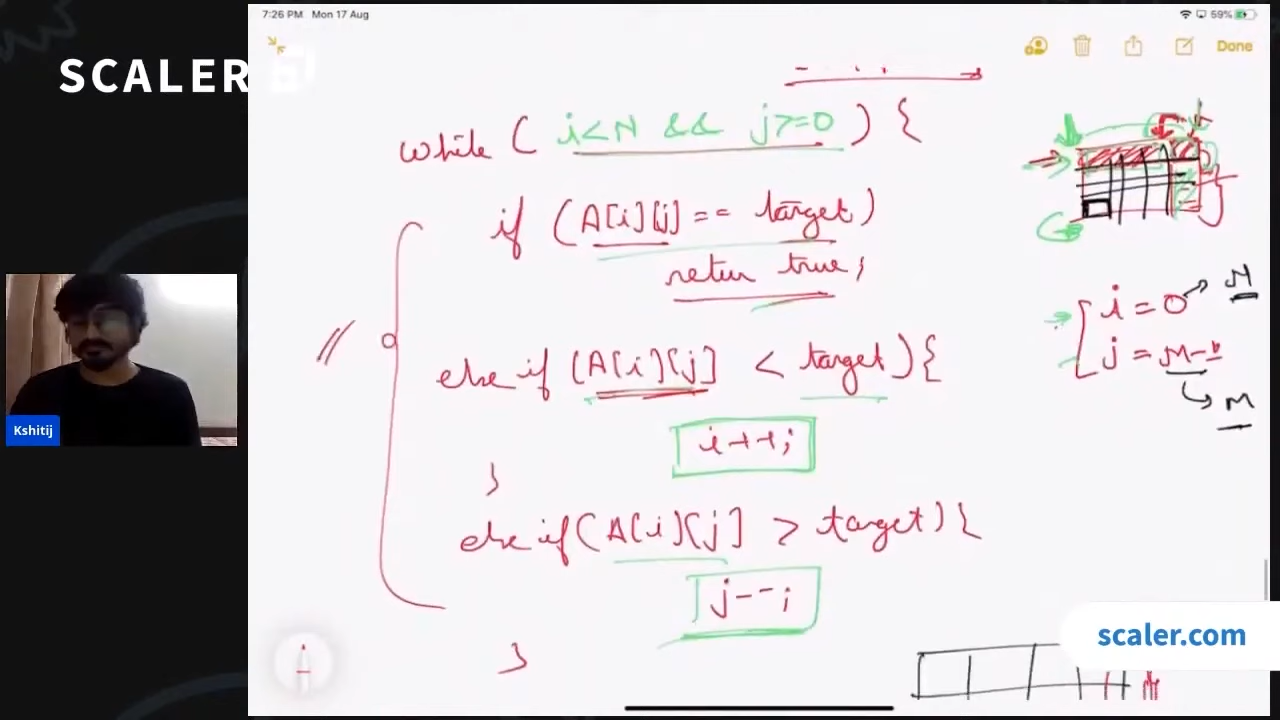 7:26 PM Mon 17 Aug
59%
SCALER
Done
while ( i<N && j>=0 ) {
if (A[i][j] == target)
retur true;
else if (A[i][j] < target) {
i++;
}
else if (A[i][j] > target) {
j--;
}
i = 0 → N
j = M-1
→ M
Kshitij
scaler.com